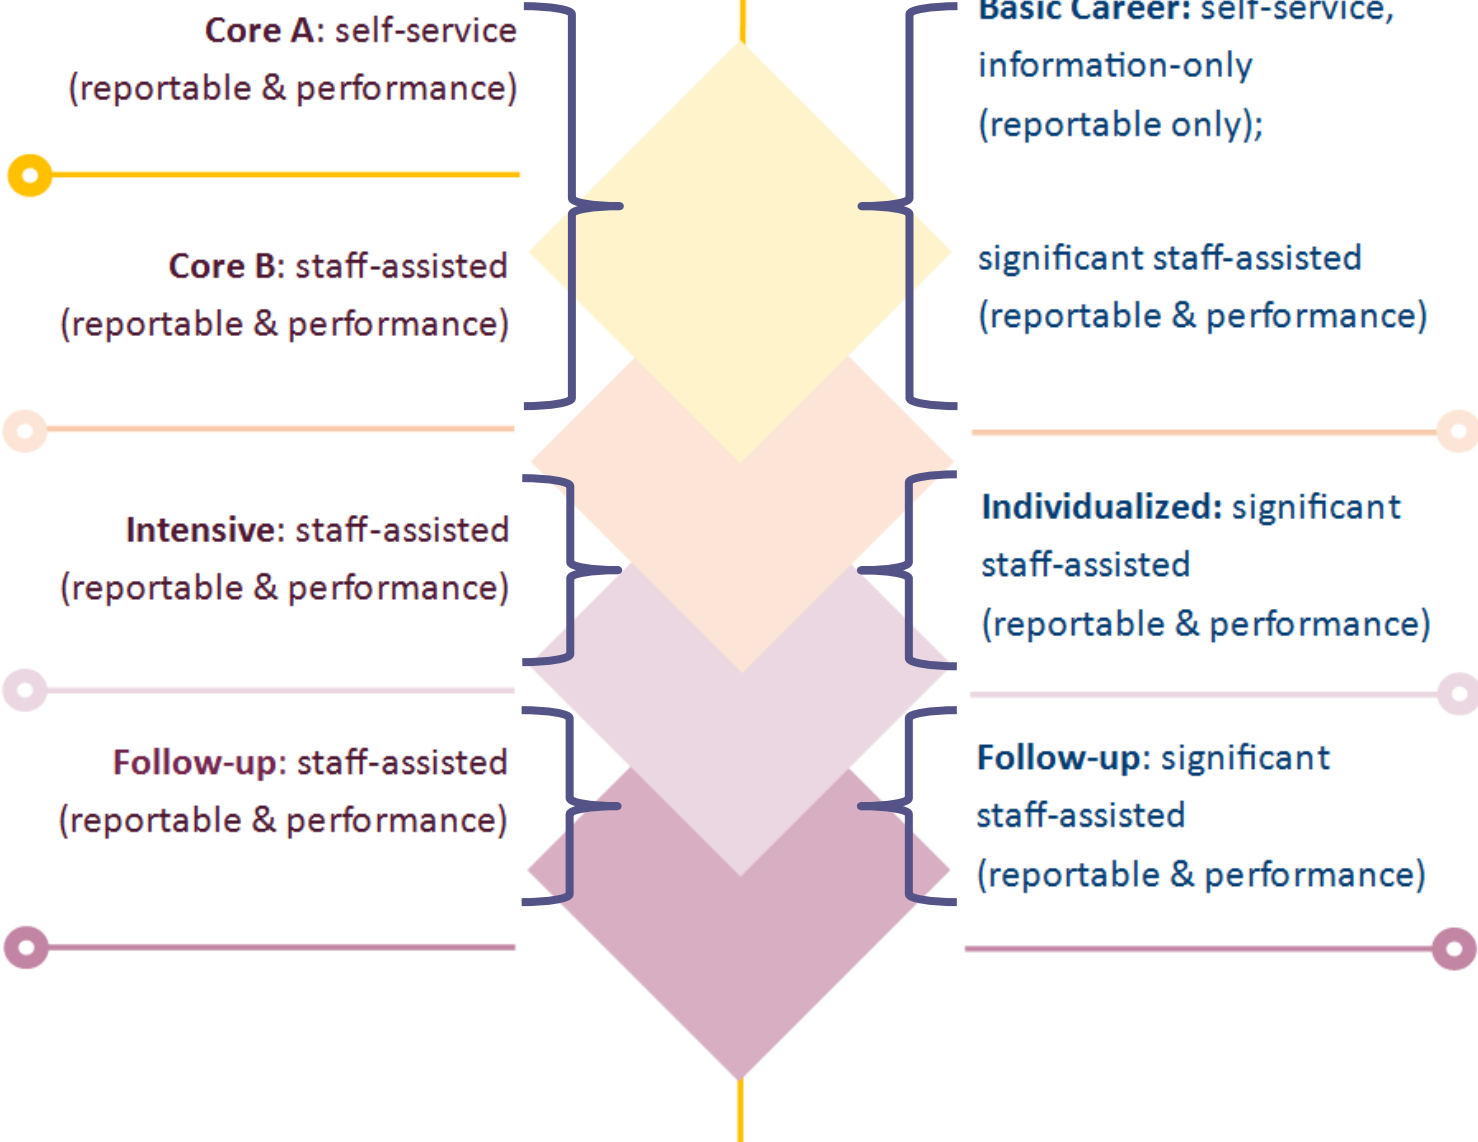 Core A: self-service
(reportable & performance)
Core B: staff-assisted
(reportable & performance)
Intensive: staff-assisted
(reportable & performance)
Follow-up: staff-assisted
(reportable & performance)
Basic Career: self-service,
information-only
(reportable only);
significant staff-assisted
(reportable & performance)
Individualized: significant
staff-assisted
(reportable & performance)
Follow-up: significant
staff-assisted
(reportable & performance)